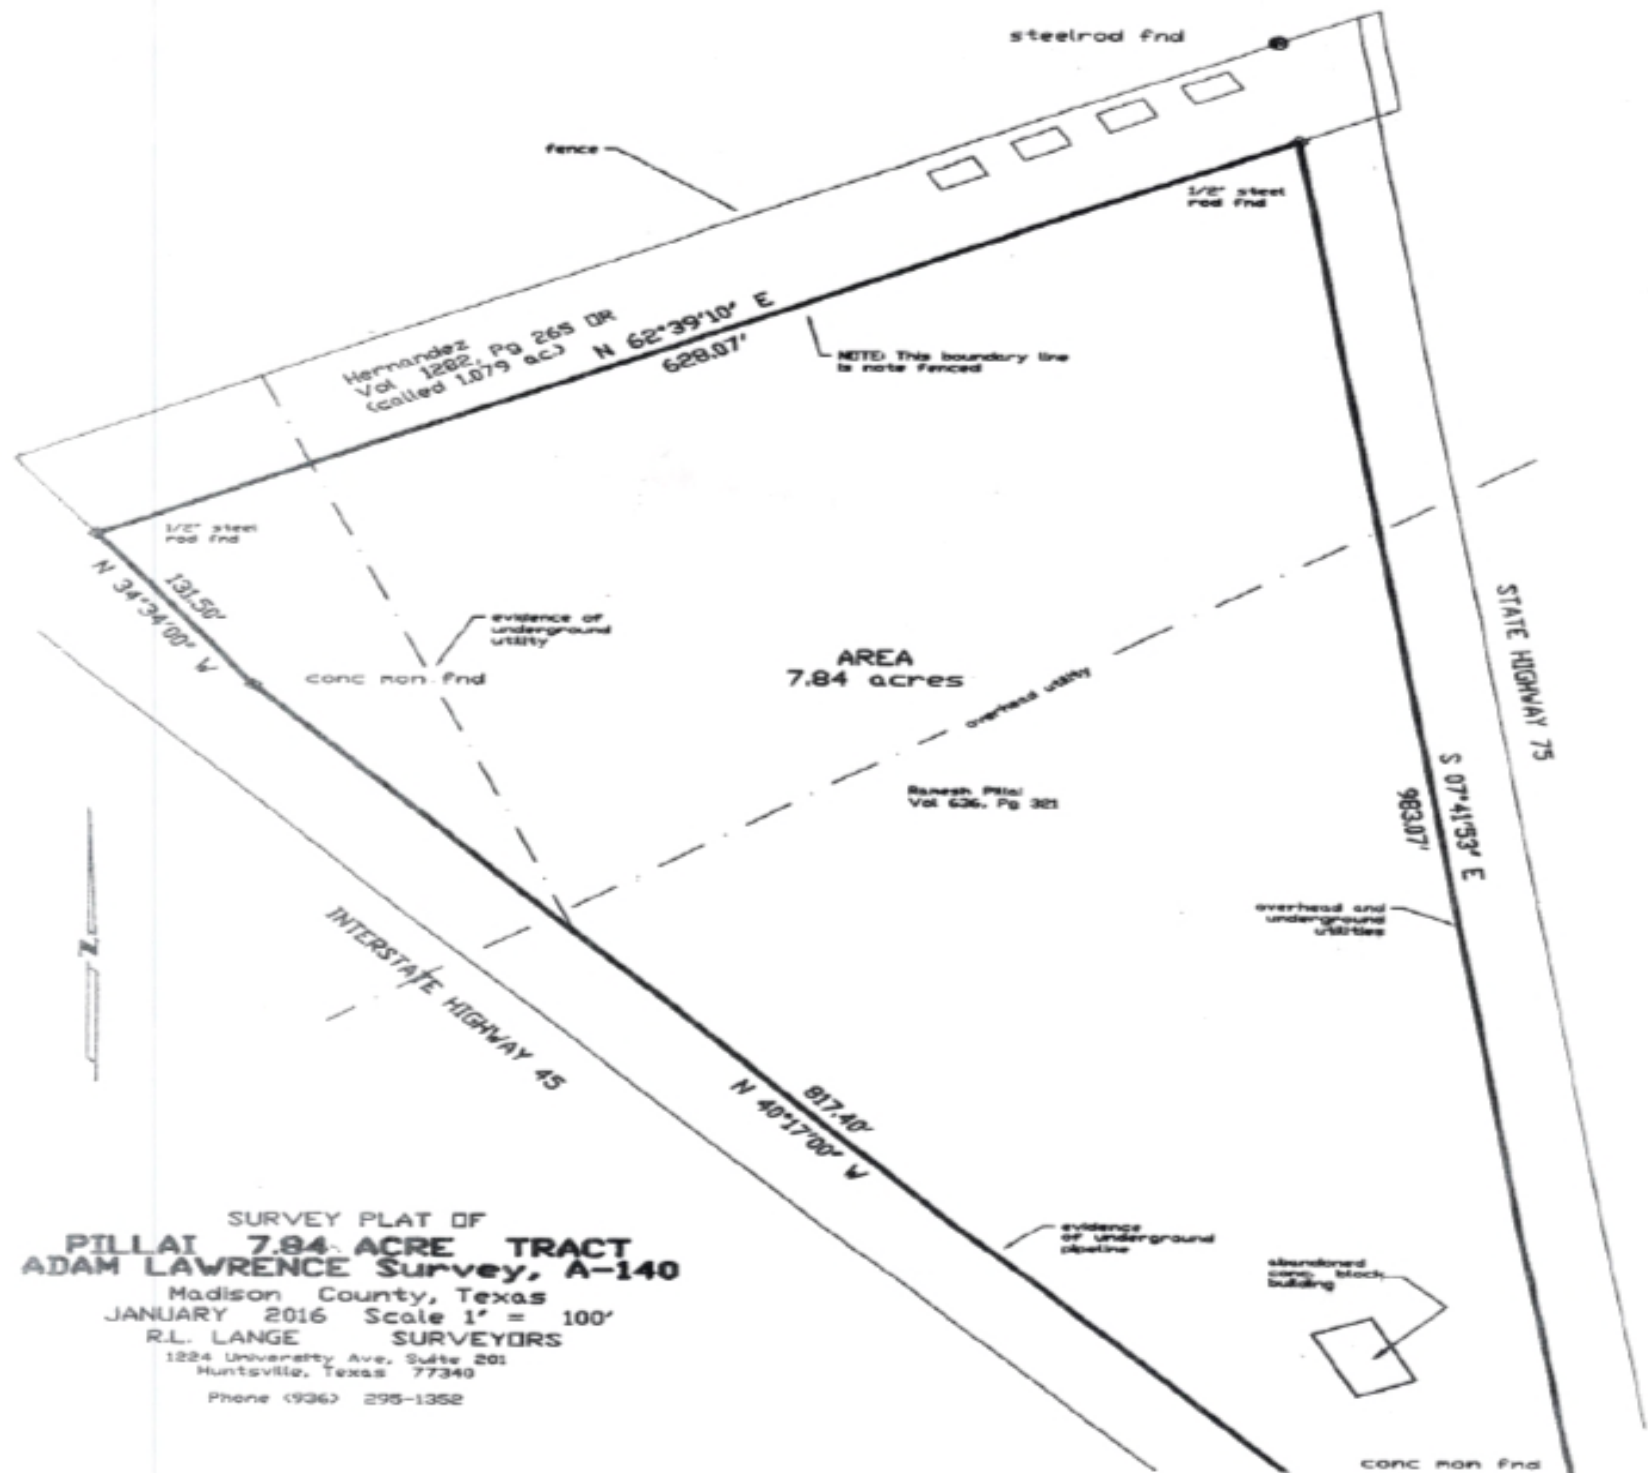 steelrod fnd
fence
1/2" steel
rod fnd
Hernandez
Vol 1282, Pg 265 OR
(called 1.079 ac.)
N 62°39'10" E
628.07'
NOTE: This boundary line
is note fenced
1/2" steel
rod fnd
131.50'
N 34°34'00" W
evidence of
underground
utility
conc mon fnd
AREA
7.84 acres
overhead utility
Ramesh Pillai
Vol 636, Pg 321
STATE HIGHWAY 75
S 07°41'53" E
983.07'
overhead and
underground
utilities
N
INTERSTATE HIGHWAY 45
817.40'
N 40°17'00" W
evidence
of underground
pipeline
abandoned
conc. block
building
conc mon fnd
SURVEY PLAT OF
PILLAI 7.84 ACRE TRACT
ADAM LAWRENCE Survey, A-140
Madison County, Texas
JANUARY 2016 Scale 1" = 100'
R.L. LANGE SURVEYORS
1224 University Ave, Suite 201
Huntsville, Texas 77340
Phone (936) 295-1352